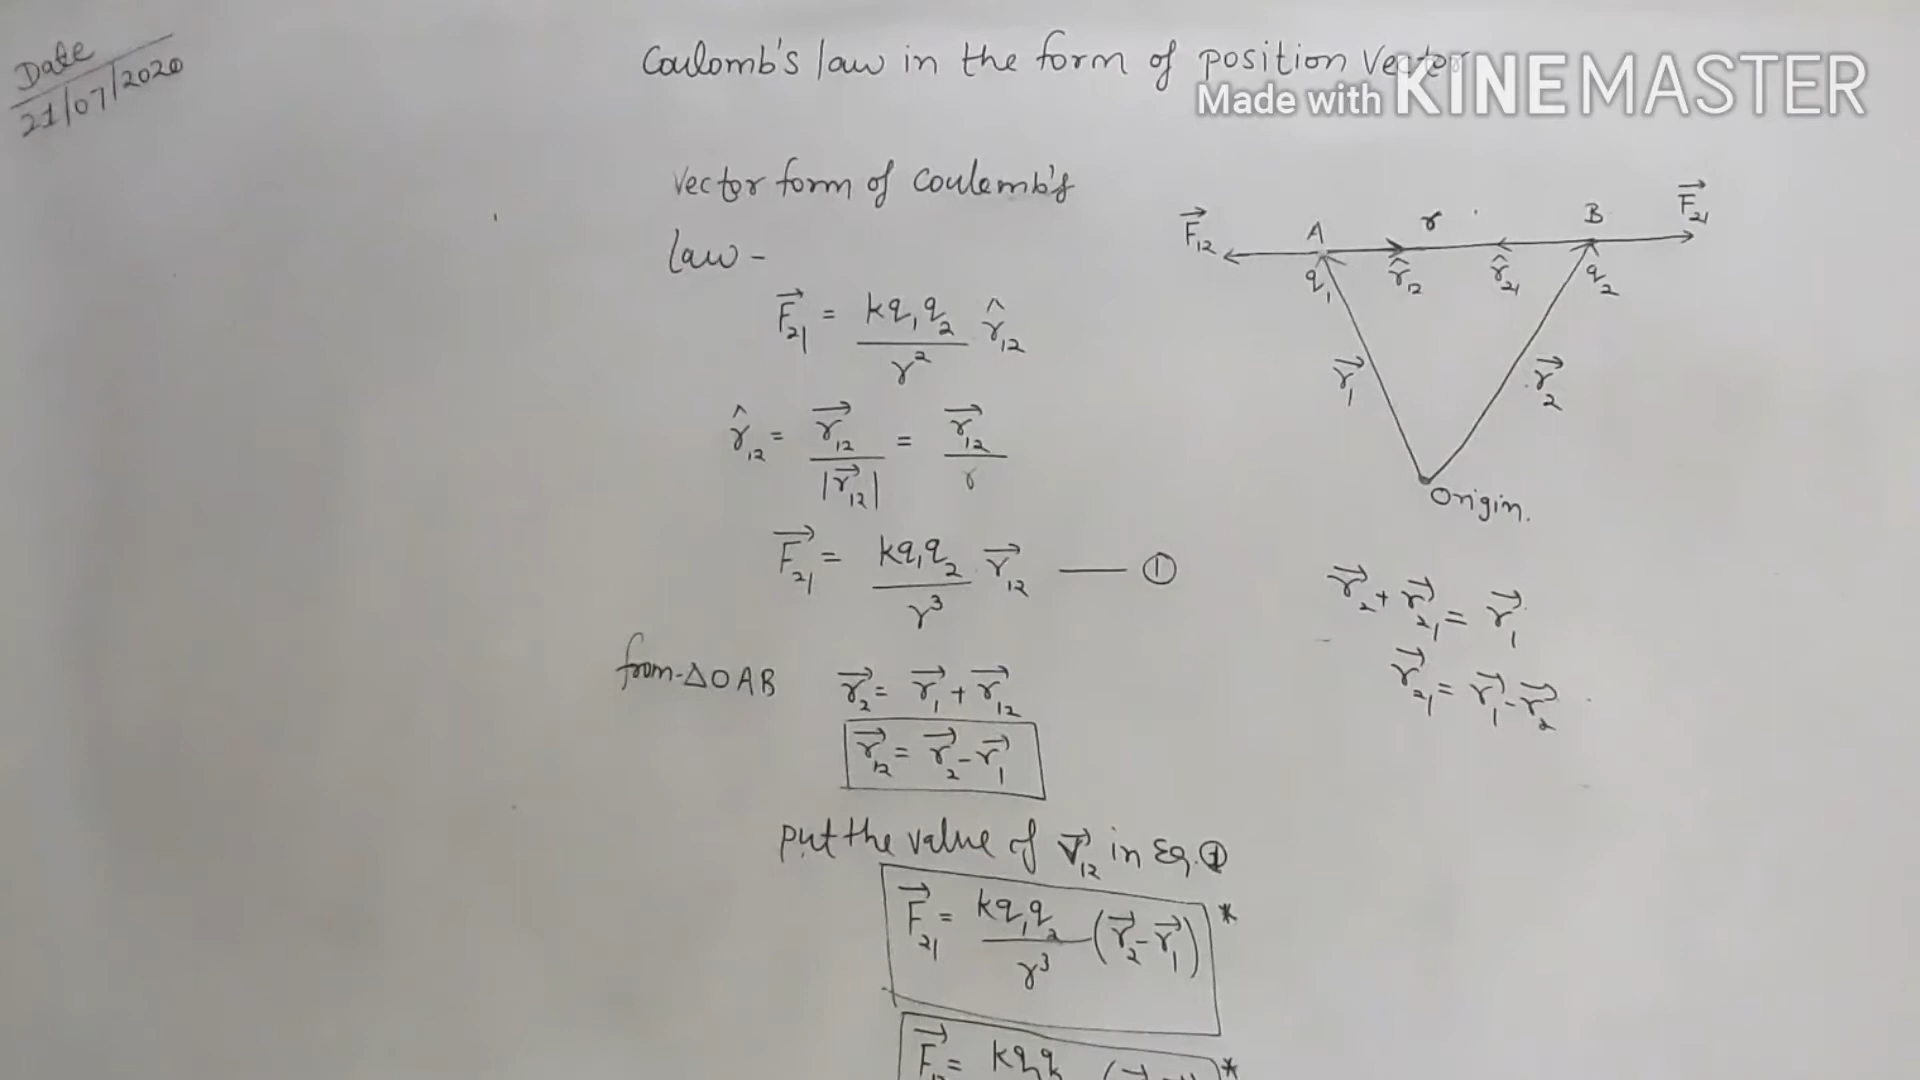 Date
21/07/2020
Coulomb's law in the form of position Vector
Made with KINEMASTER
Vector form of Coulomb's
law -
F⃗₂₁ = kq₁q₂/r² r̂₁₂
r̂₁₂ = r⃗₁₂/|r⃗₁₂| = r⃗₁₂/r
F⃗₂₁ = kq₁q₂/r³ r⃗₁₂ — ①
from - ΔOAB r⃗₂ = r⃗₁ + r⃗₁₂
r⃗₁₂ = r⃗₂ - r⃗₁
put the value of r⃗₁₂ in Eq. ①
F⃗₂₁ = kq₁q₂/r³ (r⃗₂ - r⃗₁) *
F⃗₁₂ = kq₁q₂ *
F⃗₁₂ A r B F⃗₂₁
q₁ r̂₁₂ r̂₂₁ q₂
r⃗₁ r⃗₂
Origin.
r⃗₂ + r⃗₂₁ = r⃗₁
r⃗₂₁ = r⃗₁ - r⃗₂